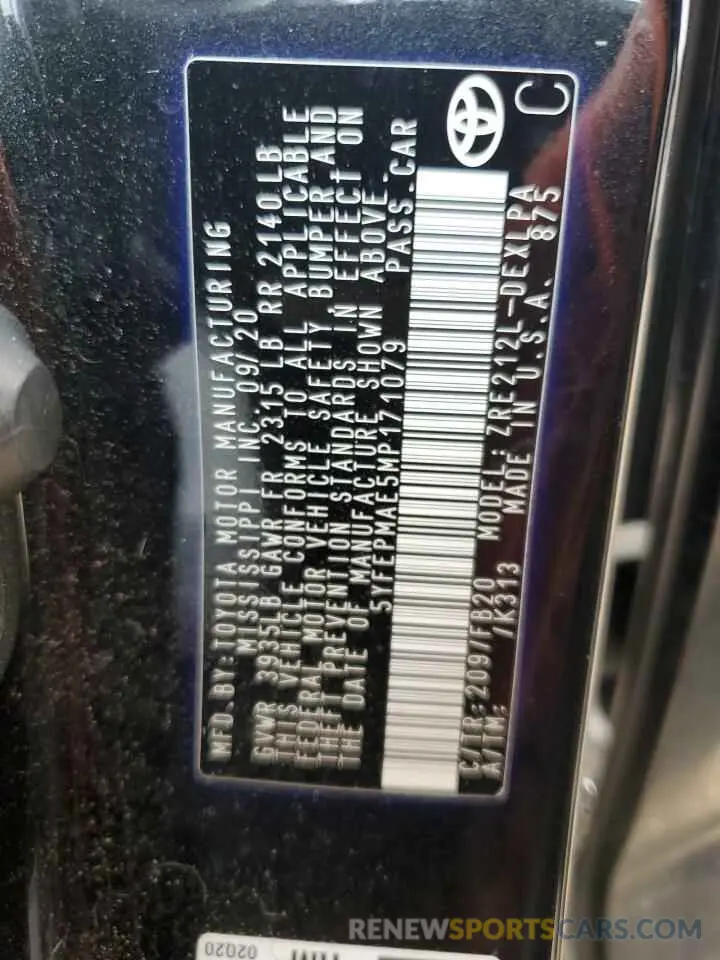 MFD.BY:TOYOTA MOTOR MANUFACTURING
MISSISSIPPI INC. 09/20
GVWR 3935LB GAWR FR 2315 LB RR 2140 LB
THIS VEHICLE CONFORMS TO ALL APPLICABLE
FEDERAL MOTOR VEHICLE SAFETY, BUMPER,AND
THEFT PREVENTION STANDARDS IN EFFECT ON
THE DATE OF MANUFACTURE SHOWN ABOVE.
5YFEPMAE5MP171079 PASS.CAR
C/TR:209/FB20 MODEL:ZRE212L-DEXLPA
A/TM: /K313 MADE IN U.S.A. 875
C
02020
RENEWSPORTSCARS.COM